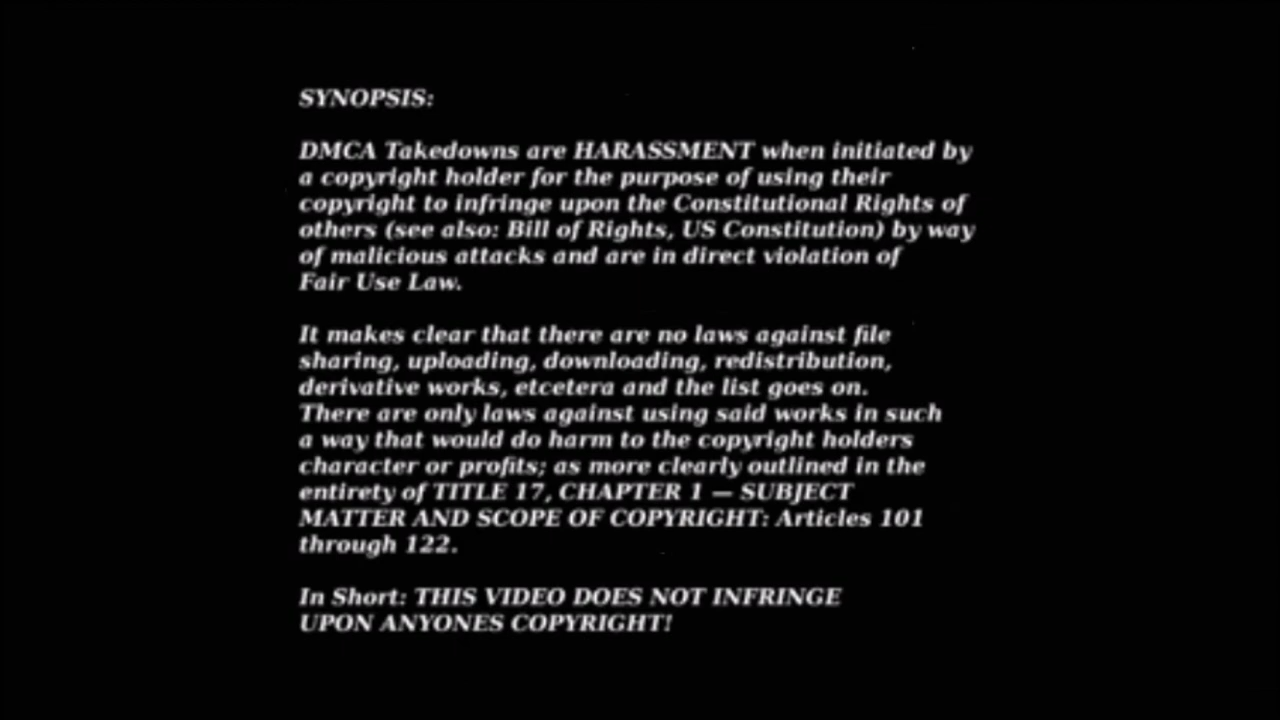 SYNOPSIS:
DMCA Takedowns are HARASSMENT when initiated by
a copyright holder for the purpose of using their
copyright to infringe upon the Constitutional Rights of
others (see also: Bill of Rights, US Constitution) by way
of malicious attacks and are in direct violation of
Fair Use Law.
It makes clear that there are no laws against file
sharing, uploading, downloading, redistribution,
derivative works, etcetera and the list goes on.
There are only laws against using said works in such
a way that would do harm to the copyright holders
character or profits; as more clearly outlined in the
entirety of TITLE 17, CHAPTER 1 — SUBJECT
MATTER AND SCOPE OF COPYRIGHT: Articles 101
through 122.
In Short: THIS VIDEO DOES NOT INFRINGE
UPON ANYONES COPYRIGHT!